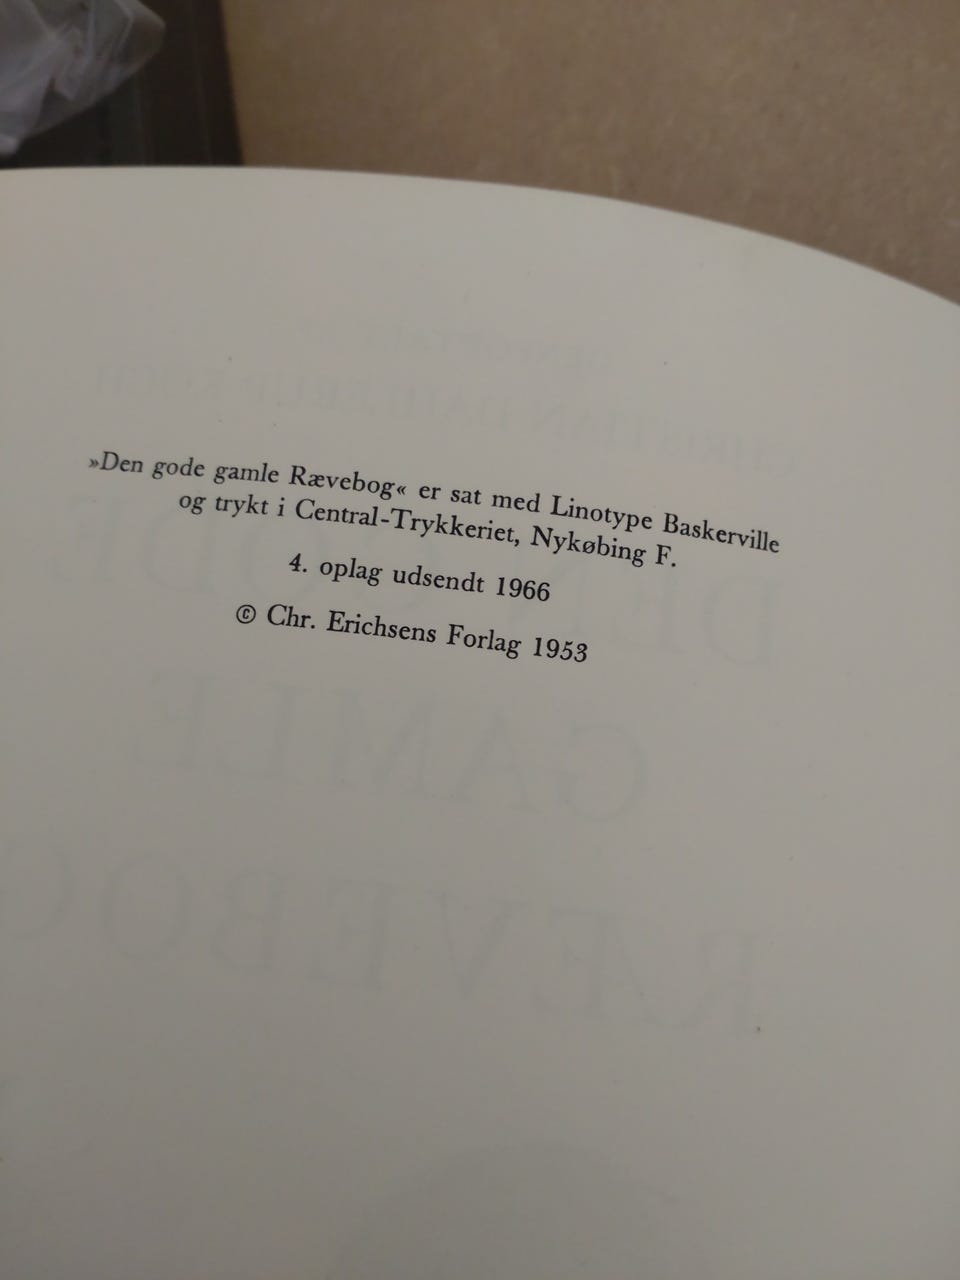 »Den gode gamle Rævebog« er sat med Linotype Baskerville
og trykt i Central-Trykkeriet, Nykøbing F.
4. oplag udsendt 1966
© Chr. Erichsens Forlag 1953